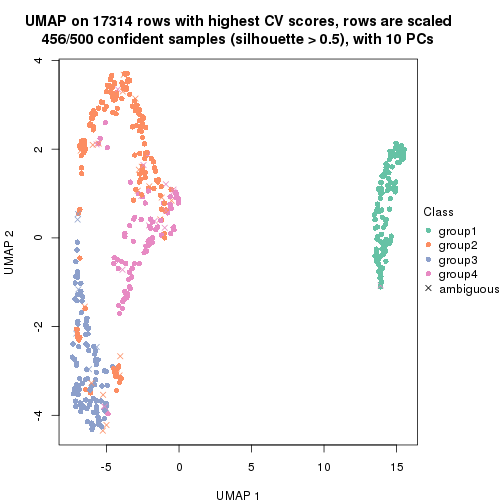 UMAP on 17314 rows with highest CV scores, rows are scaled
456/500 confident samples (silhouette > 0.5), with 10 PCs
4
2
0
-2
-4
UMAP 2
-5
0
5
10
15
UMAP 1
Class
group1
group2
group3
group4
ambiguous